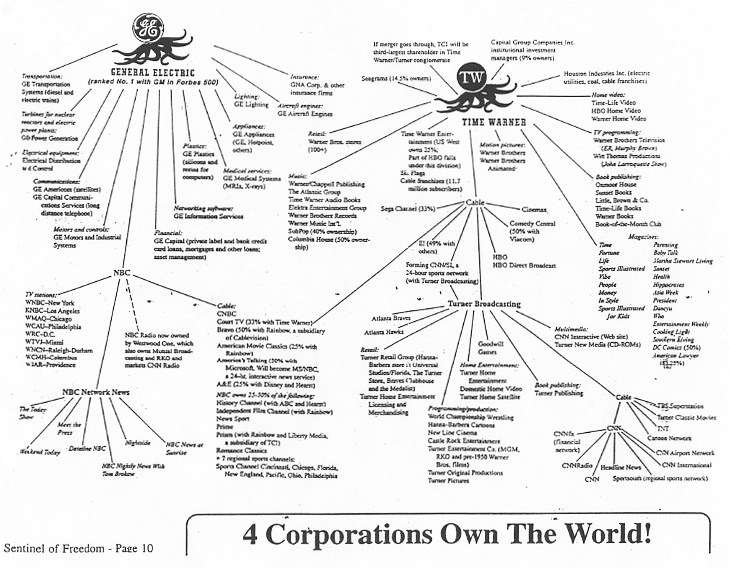 GE
GENERAL ELECTRIC
(ranked No. 1 with GM in Forbes 500)
Transportation:
GE Transportation
Systems (diesel and
electric trains)
Turbines for nuclear
reactors and electric
power plants:
GE Power Generation
Electrical equipment:
Electrical Distribution
and Control
Communications:
GE Americom (satellites)
GE Capital Communi-
cations Services (long
distance telephone)
Motors and controls:
GE Motors and Industrial
Systems
Lighting:
GE Lighting
Insurance:
GNA Corp. & other
insurance firms
Aircraft engines:
GE Aircraft Engines
Appliances:
GE Appliances
(GE, Hotpoint,
others)
Plastics:
GE Plastics
(silicons and
resins for
computers)
Medical services:
GE Medical Systems
(MRIs, X-rays)
Networking software:
GE Information Services
Financial:
GE Capital (private label and bank credit
card loans, mortgages and other loans;
asset management)
NBC
TV stations:
WNBC-New York
KNBC-Los Angeles
WMAQ-Chicago
WCAU-Philadelphia
WRC-D.C.
WTVJ-Miami
WNCN-Raleigh-Durham
WCMH-Columbus
WJAR-Providence
NBC Radio now owned
by Westwood One, which
also owns Mutual Broad-
casting and RKO and
markets CNN Radio
Cable:
CNBC
Court TV (33% with Time Warner)
Bravo (50% with Rainbow, a subsidiary
of Cablevision)
American Movie Classics (25% with
Rainbow)
America's Talking (50% with
Microsoft, Will become MS/NBC,
a 24-hr. interactive news service)
A&E (25% with Disney and Hearst)
NBC owns 25-50% of the following:
History Channel (with ABC and Hearst)
Independent Film Channel (with Rainbow)
News Sport
Prime
Prism (with Rainbow and Liberty Media,
a subsidiary of TCI)
Romance Classics
+ 7 regional sports channels:
Sports Channel Cincinnati, Chicago, Florida,
New England, Pacific, Ohio, Philadelphia
NBC Network News
The Today
Show
Weekend Today
Meet the
Press
Dateline NBC
NBC Nightly News With
Tom Brokaw
Nightside
NBC News at
Sunrise
If merger goes through, TCI will be
third-largest shareholder in Time
Warner/Turner conglomerate
Capital Group Companies Inc.
institutional investment
managers (9% owners)
Seagrams (14.5% owners)
TW
TIME WARNER
Houston Industries Inc. (electric
utilities, coal, cable franchises)
Home video:
Time-Life Video
HBO Home Video
Warner Home Video
TV programming:
Warner Brothers Television
(ER, Murphy Brown)
Witt Thomas Productions
(John Larroquette Show)
Book publishing:
Oxmoor House
Sunset Books
Little, Brown & Co.
Time-Life Books
Warner Books
Book-of-the-Month Club
Magazines:
Time
Fortune
Life
Sports Illustrated
Vibe
People
Money
In Style
Sports Illustrated
for Kids
Parenting
Baby Talk
Martha Stewart Living
Sunset
Health
Hippocrates
Asia Week
President
Dancyu
Who
Entertainment Weekly
Cooking Light
Southern Living
DC Comics (50%)
American Lawyer
Retail:
Warner Bros. stores
(100+)
Music:
Warner/Chappell Publishing
The Atlantic Group
Time Warner Audio Books
Elektra Entertainment Group
Warner Brothers Records
Warner Music Int'l.
SubPop (40% ownership)
Columbia House (50% owner-
ship)
Time Warner Enter-
tainment (US West
owns 25%;
Part of HBO falls
under this division)
Six Flags
Cable franchises (11.7
million subscribers)
Motion pictures:
Warner Brothers
Warner Brothers
Animated
Cable
Sega Channel (33%)
Cinemax
Comedy Central
(50% with
Viacom)
E! (49% with
others)
HBO
HBO Direct Broadcast
Forming CNN/SI, a
24-hour sports network
(with Turner Broadcasting)
Turner Broadcasting
Atlanta Braves
Atlanta Hawks
Retail:
Turner Retail Group (Hanna-
Barbera store at Universal
Studios/Florida, The Turner
Store, Braves Clubhouse
and the Medalist)
Turner Home Entertainment
Licensing and
Merchandising
Goodwill
Games
Home Entertainment:
Turner Home
Entertainment
Domestic Home Video
Turner Home Satellite
Programming/production:
World Championship Wrestling
Hanna-Barbera Cartoons
New Line Cinema
Castle Rock Entertainment
Turner Entertainment Co. (MGM,
RKO and pre-1950 Warner
Bros. films)
Turner Original Productions
Turner Pictures
Multimedia:
CNN Interactive (Web site)
Turner New Media (CD-ROMs)
Book publishing:
Turner Publishing
Cable
TBS Superstation
Turner Classic Movies
TNT
Cartoon Network
CNN
CNNfn
(financial
network)
CNNRadio
CNN
Headline News
CNN Airport Network
CNN International
Sportsouth (regional sports network)
4 Corporations Own The World!
Sentinel of Freedom - Page 10